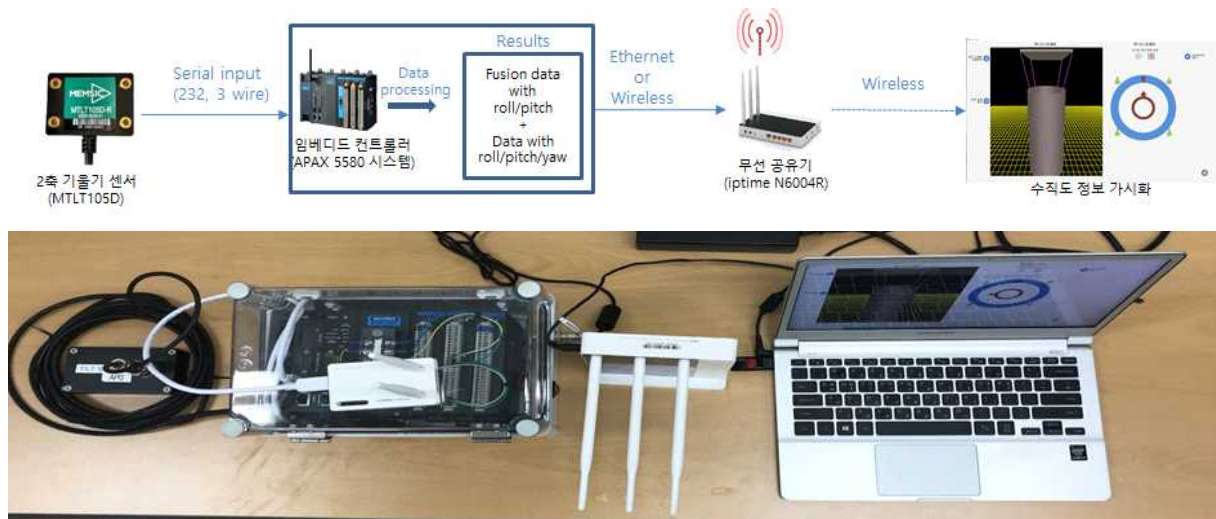 Results
Serial input
(232, 3 wire)
Data
processing
Fusion data
with
roll/pitch
+
Data with
roll/pitch/yaw
Ethernet
or
Wireless
Wireless
MEMSIC
MTLT105D-R
2축 기울기 센서
(MTLT105D)
임베디드 컨트롤러
(APAX 5580 시스템)
무선 공유기
(iptime N6004R)
수직도 정보 가시화